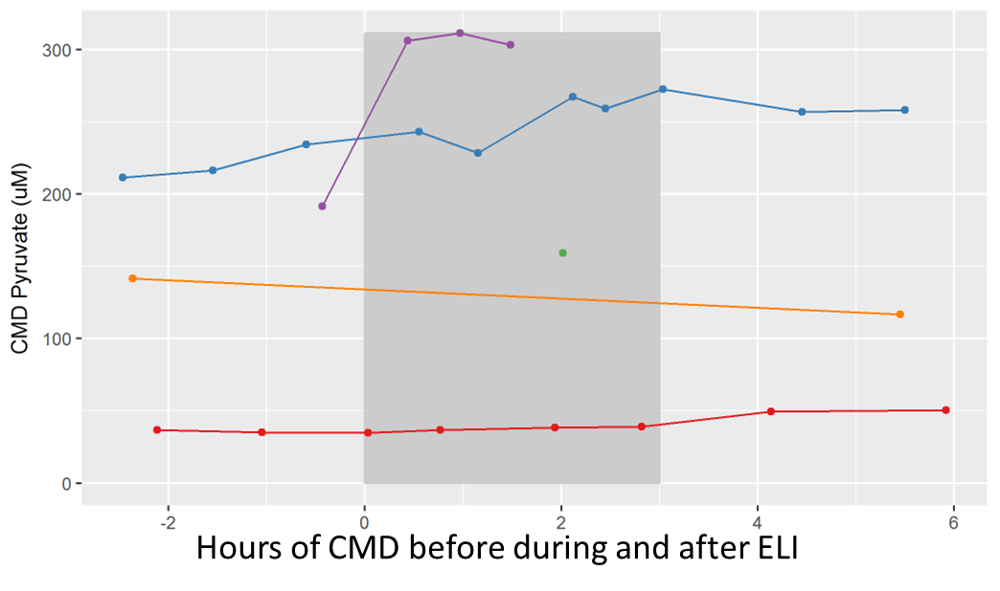 300
200
100
0
CMD Pyruvate (uM)
-2 0 2 4 6
Hours of CMD before during and after ELI